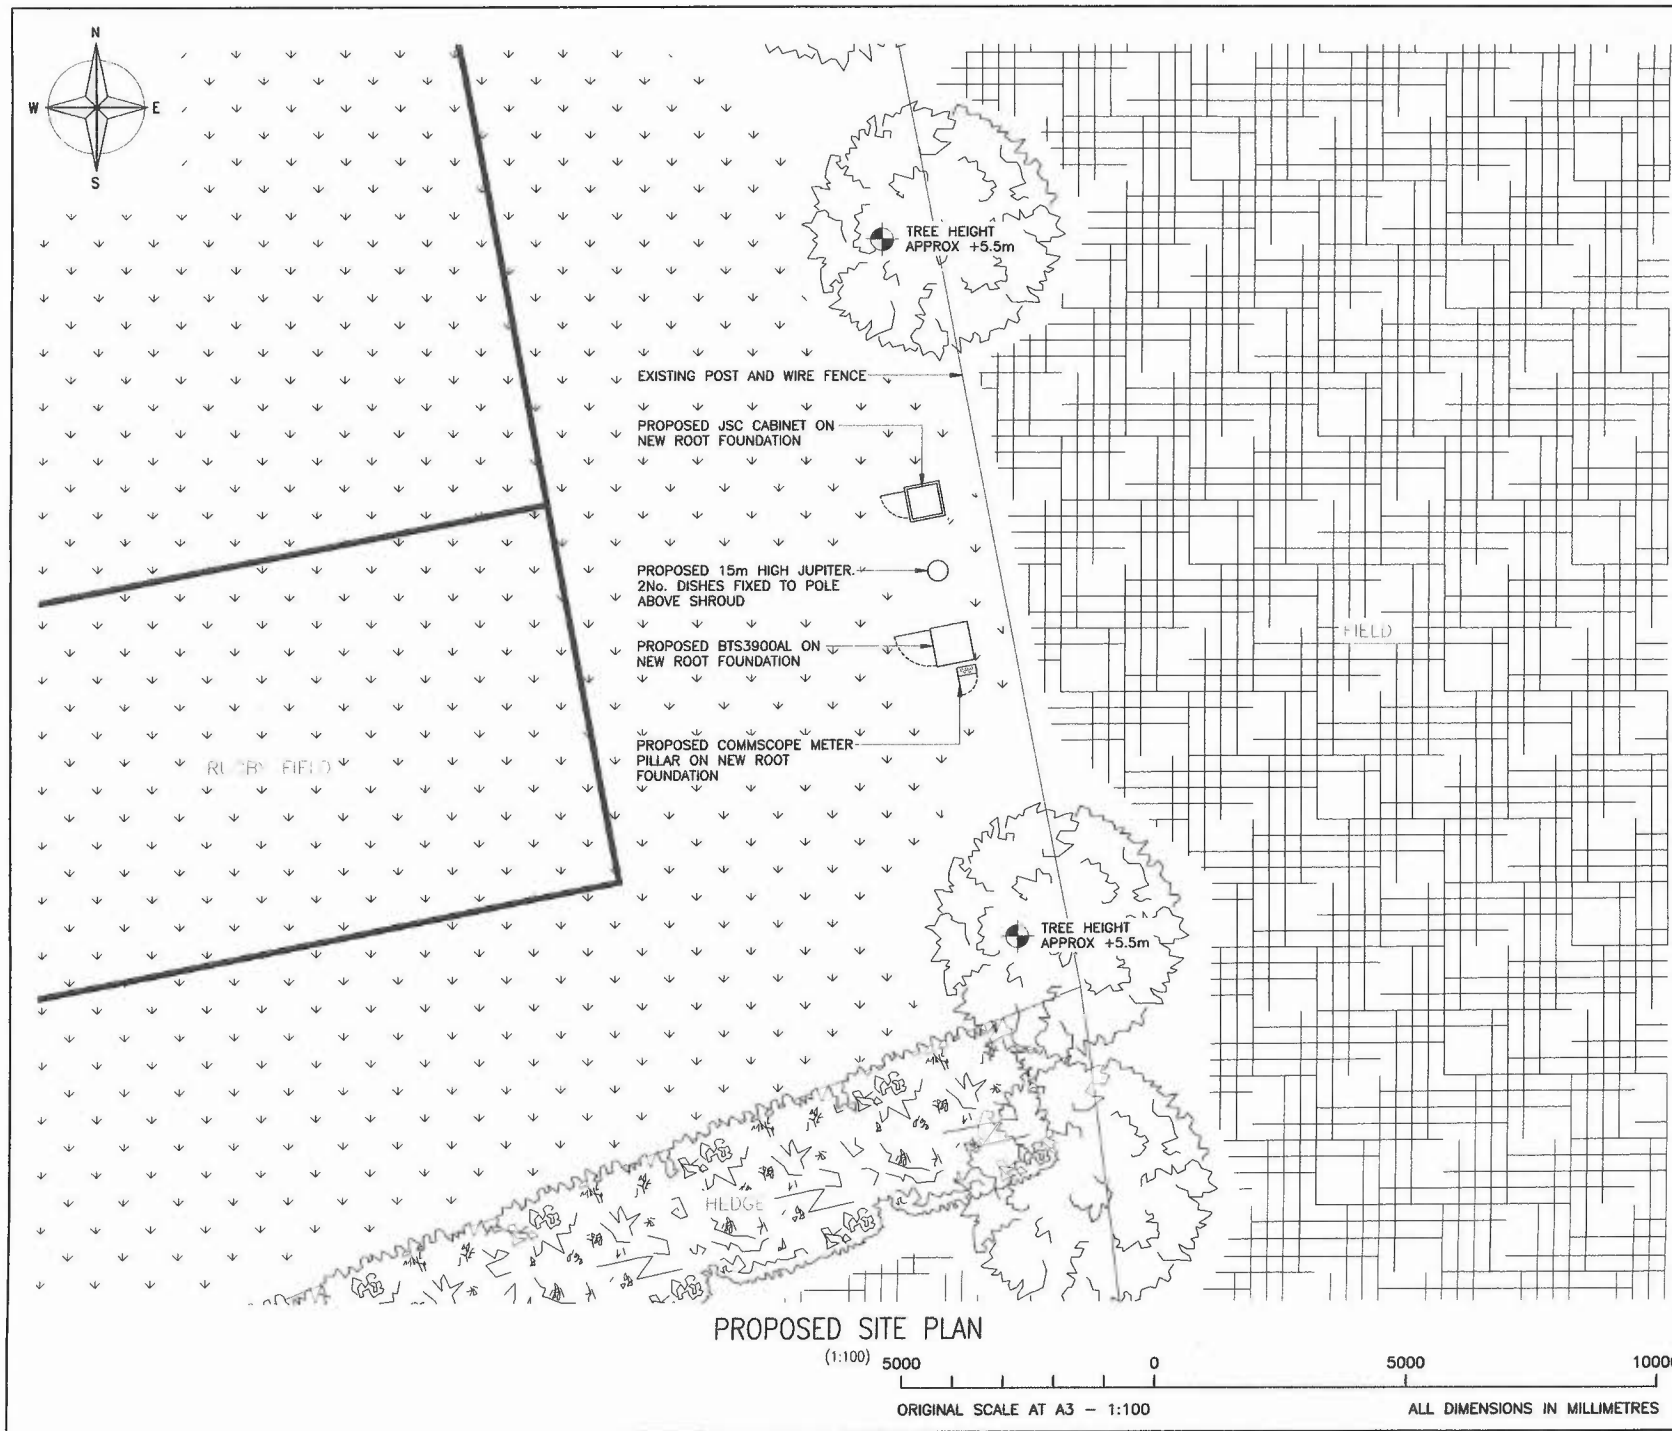 N
W
E
S
TREE HEIGHT
APPROX +5.5m
EXISTING POST AND WIRE FENCE
PROPOSED JSC CABINET ON
NEW ROOT FOUNDATION
PROPOSED 15m HIGH JUPITER.
2No. DISHES FIXED TO POLE
ABOVE SHROUD
FIELD
PROPOSED BTS3900AL ON
NEW ROOT FOUNDATION
PROPOSED COMMSCOPE METER
PILLAR ON NEW ROOT
FOUNDATION
RUGBY FIELD
TREE HEIGHT
APPROX +5.5m
HEDGE
PROPOSED SITE PLAN
(1:100)
5000 0 5000 10000
ORIGINAL SCALE AT A3 - 1:100
ALL DIMENSIONS IN MILLIMETRES